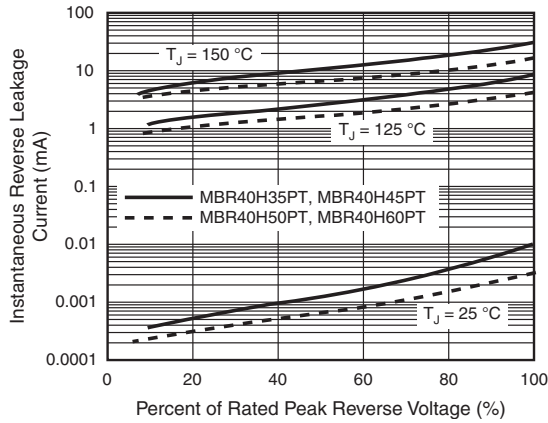 Instantaneous Reverse Leakage
Current (mA)
100
10
1
0.1
0.01
0.001
0.0001
T_J = 150 °C
T_J = 125 °C
MBR40H35PT, MBR40H45PT
MBR40H50PT, MBR40H60PT
T_J = 25 °C
0
20
40
60
80
100
Percent of Rated Peak Reverse Voltage (%)